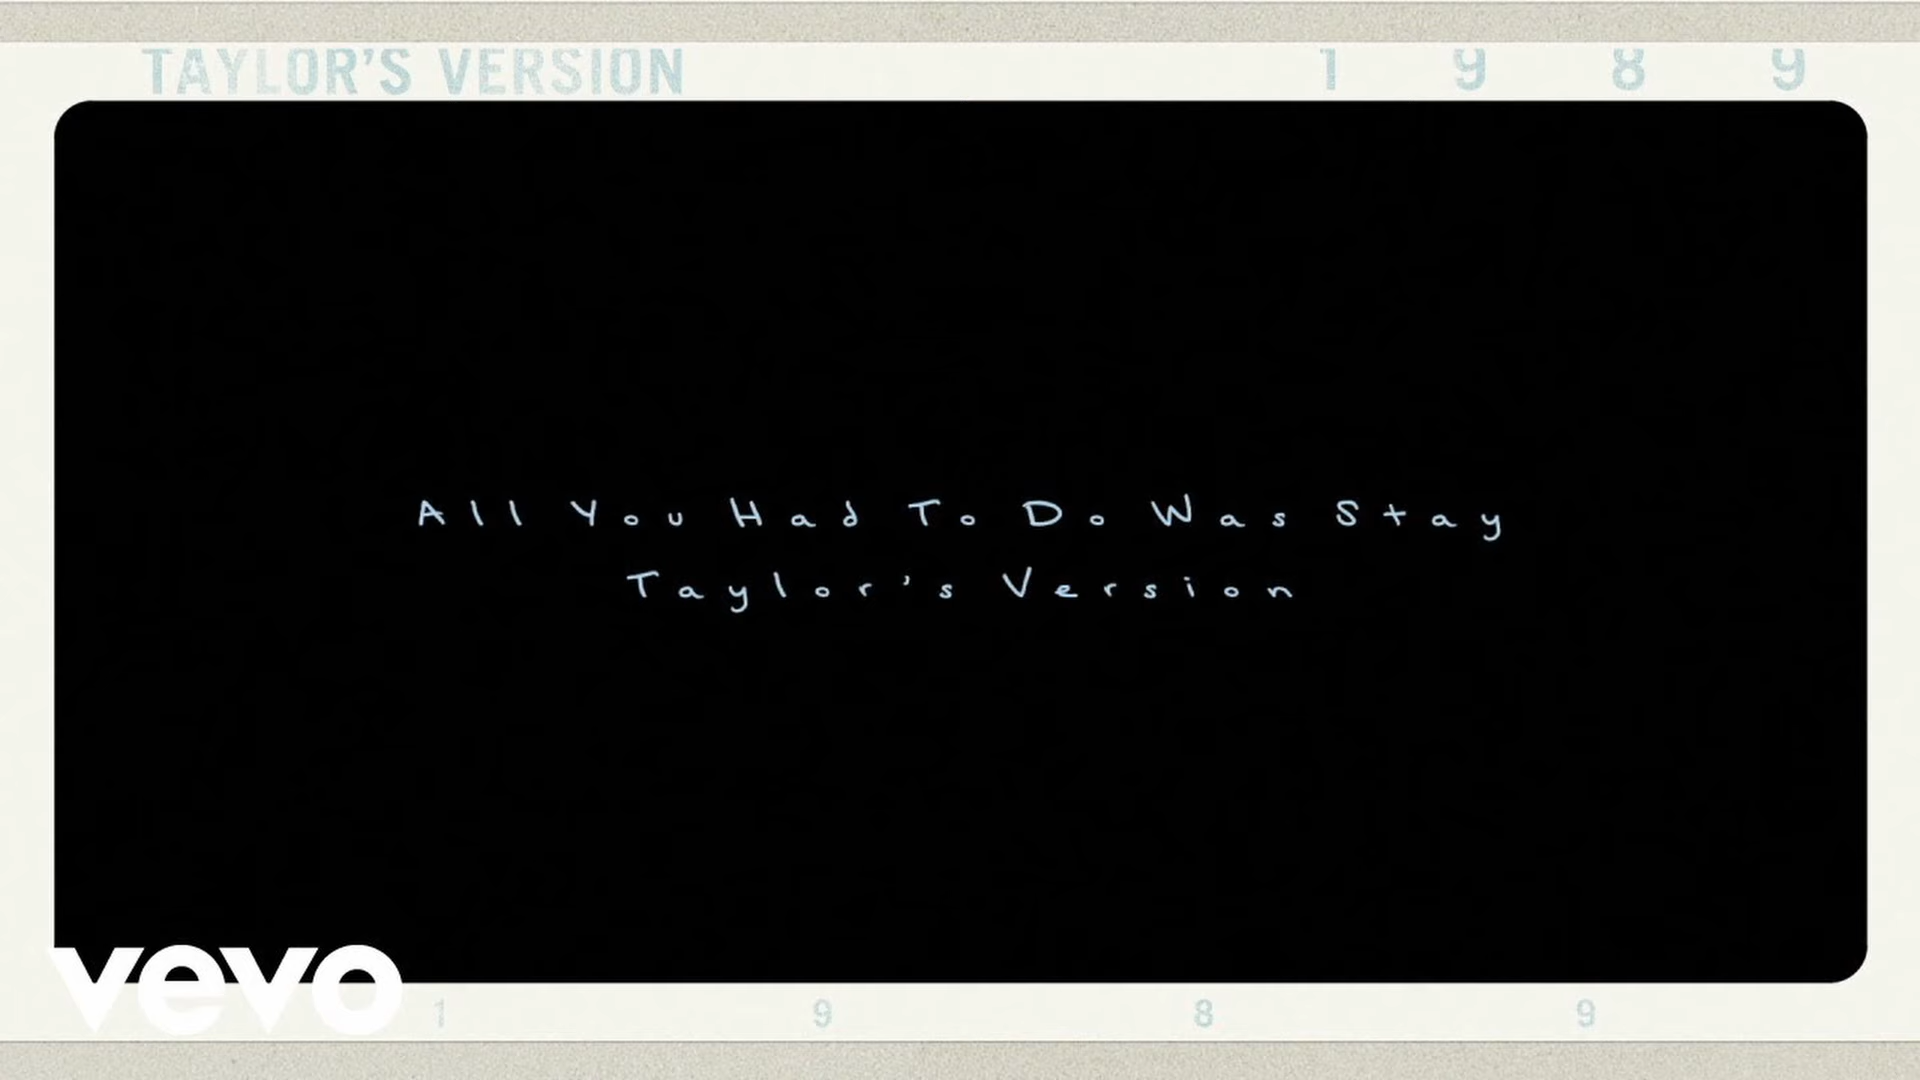 TAYLOR'S VERSION 1 9 8 9
All You Had To Do Was Stay
Taylor's Version
vevo
1 9 8 9